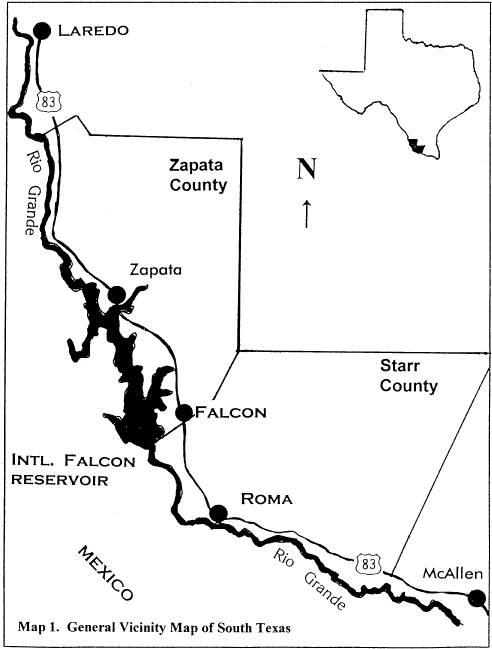 LAREDO
83
Rio Grande
Zapata
County
N
Zapata
Starr
County
FALCON
INTL. FALCON
RESERVOIR
ROMA
MEXICO
Rio Grande
83
McAllen
Map 1. General Vicinity Map of South Texas